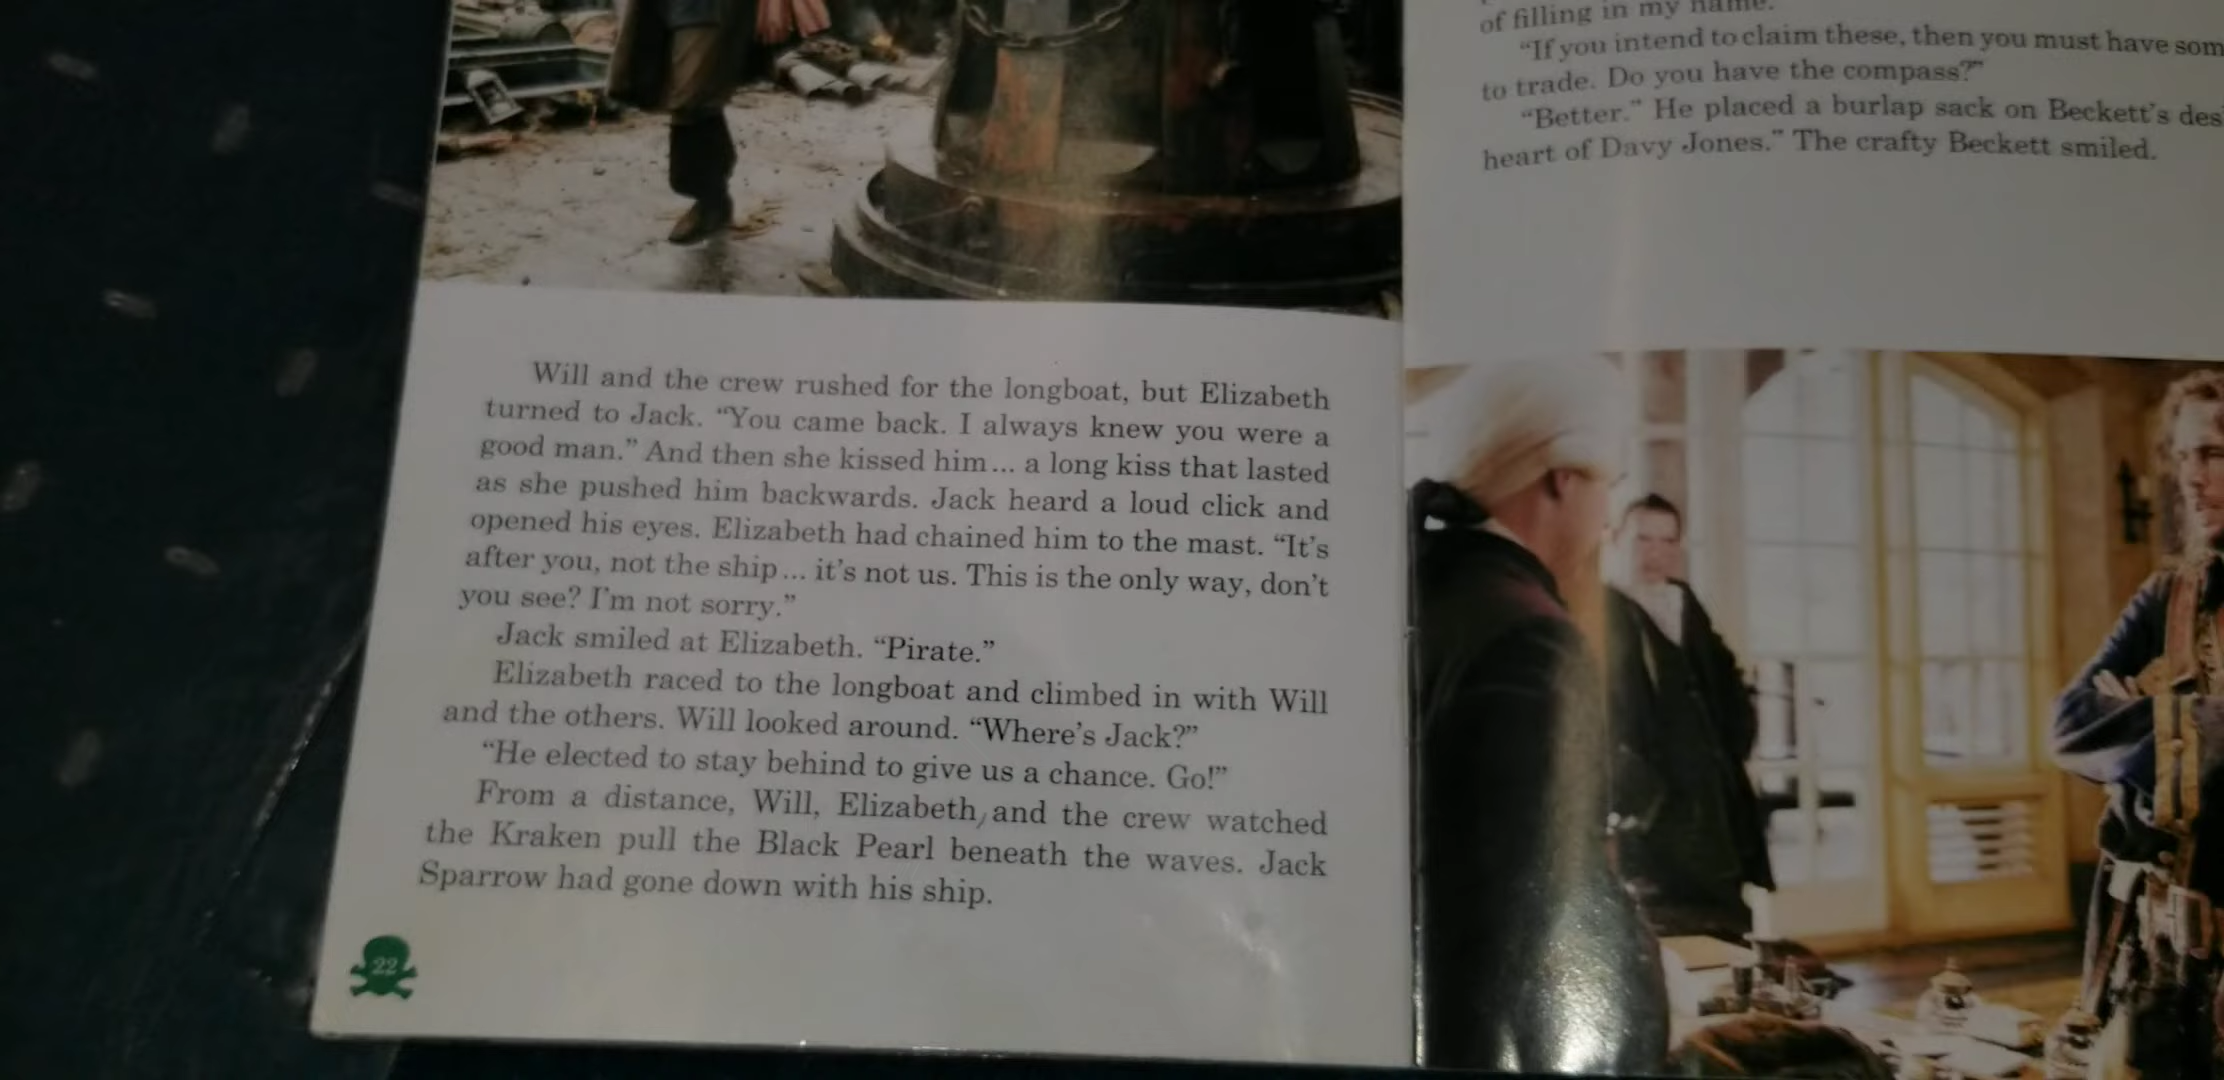 Will and the crew rushed for the longboat, but Elizabeth
turned to Jack. “You came back. I always knew you were a
good man.” And then she kissed him... a long kiss that lasted
as she pushed him backwards. Jack heard a loud click and
opened his eyes. Elizabeth had chained him to the mast. “It’s
after you, not the ship... it’s not us. This is the only way, don’t
you see? I’m not sorry.”
Jack smiled at Elizabeth. “Pirate.”
Elizabeth raced to the longboat and climbed in with Will
and the others. Will looked around. “Where’s Jack?”
“He elected to stay behind to give us a chance. Go!”
From a distance, Will, Elizabeth, and the crew watched
the Kraken pull the Black Pearl beneath the waves. Jack
Sparrow had gone down with his ship.
22
of filling in my name.
“If you intend to claim these, then you must have som
to trade. Do you have the compass?”
“Better.” He placed a burlap sack on Beckett’s des
heart of Davy Jones.” The crafty Beckett smiled.